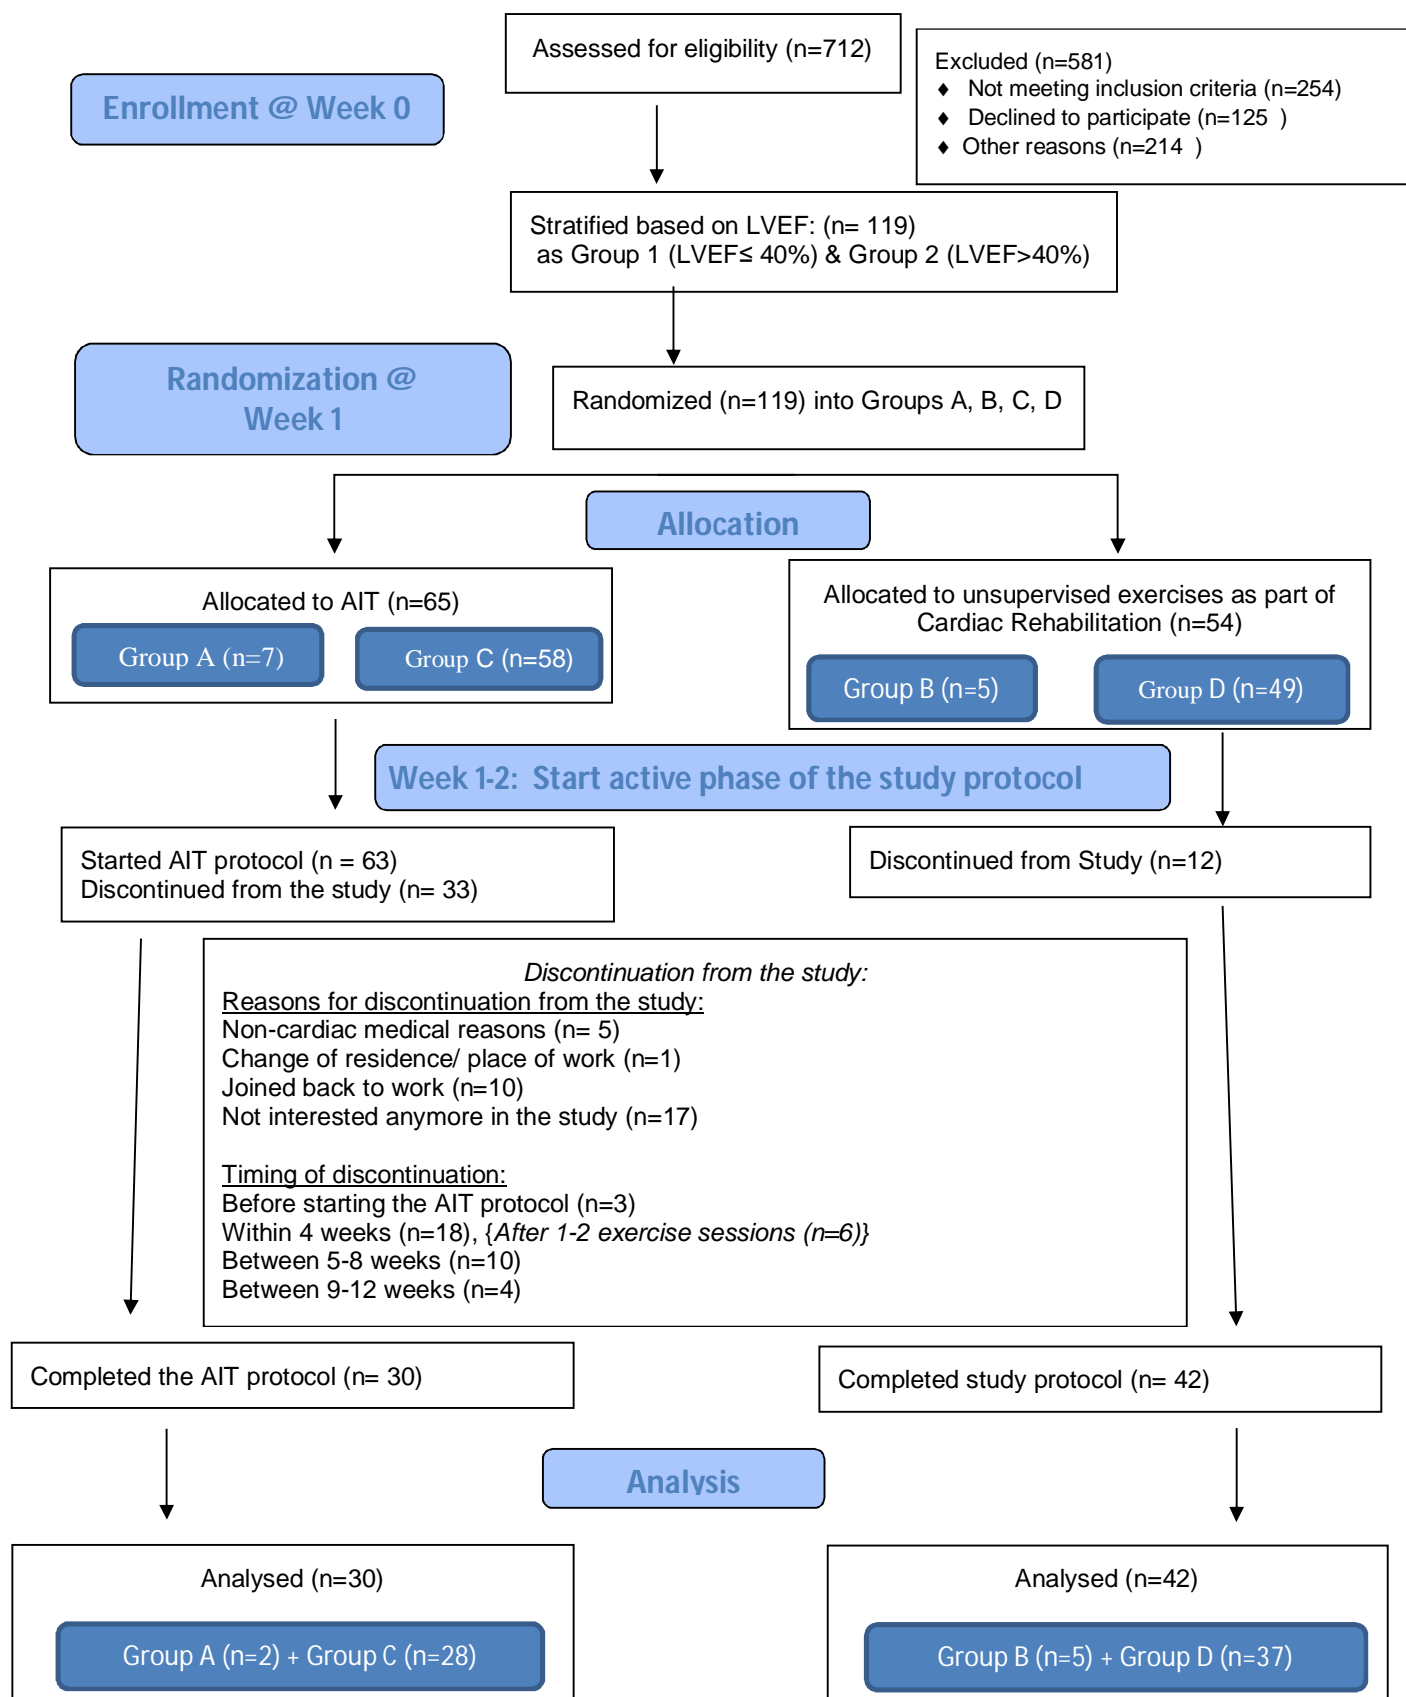 Assessed for eligibility (n=712)
Excluded (n=581)
♦ Not meeting inclusion criteria (n=254)
♦ Declined to participate (n=125 )
♦ Other reasons (n=214 )
Enrollment @ Week 0
Stratified based on LVEF: (n= 119)
as Group 1 (LVEF≤ 40%) & Group 2 (LVEF>40%)
Randomization @
Week 1
Randomized (n=119) into Groups A, B, C, D
Allocation
Allocated to AIT (n=65)
Group A (n=7)
Group C (n=58)
Allocated to unsupervised exercises as part of
Cardiac Rehabilitation (n=54)
Group B (n=5)
Group D (n=49)
Week 1-2: Start active phase of the study protocol
Started AIT protocol (n = 63)
Discontinued from the study (n= 33)
Discontinued from Study (n=12)
Discontinuation from the study:
Reasons for discontinuation from the study:
Non-cardiac medical reasons (n= 5)
Change of residence/ place of work (n=1)
Joined back to work (n=10)
Not interested anymore in the study (n=17)
Timing of discontinuation:
Before starting the AIT protocol (n=3)
Within 4 weeks (n=18), {After 1-2 exercise sessions (n=6)}
Between 5-8 weeks (n=10)
Between 9-12 weeks (n=4)
Completed the AIT protocol (n= 30)
Completed study protocol (n= 42)
Analysis
Analysed (n=30)
Group A (n=2) + Group C (n=28)
Analysed (n=42)
Group B (n=5) + Group D (n=37)